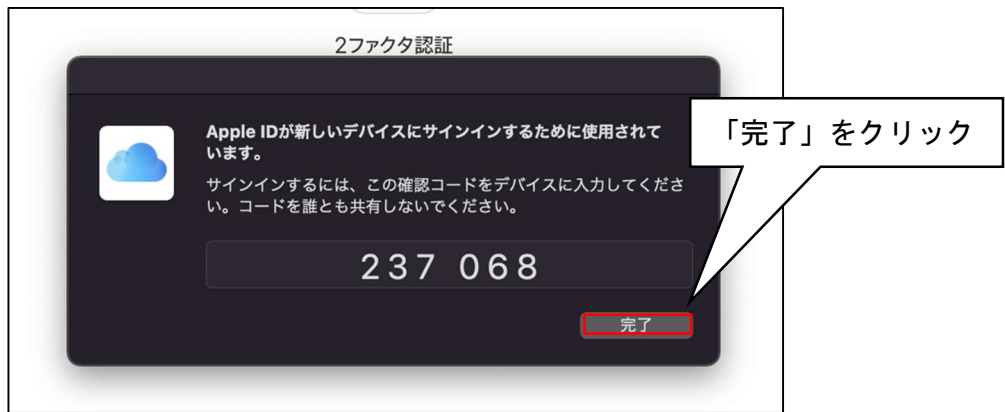 2ファクタ認証
Apple IDが新しいデバイスにサインインするために使用されて
います。
サインインするには、この確認コードをデバイスに入力してくださ
い。コードを誰とも共有しないでください。
237 068
完了
「完了」をクリック